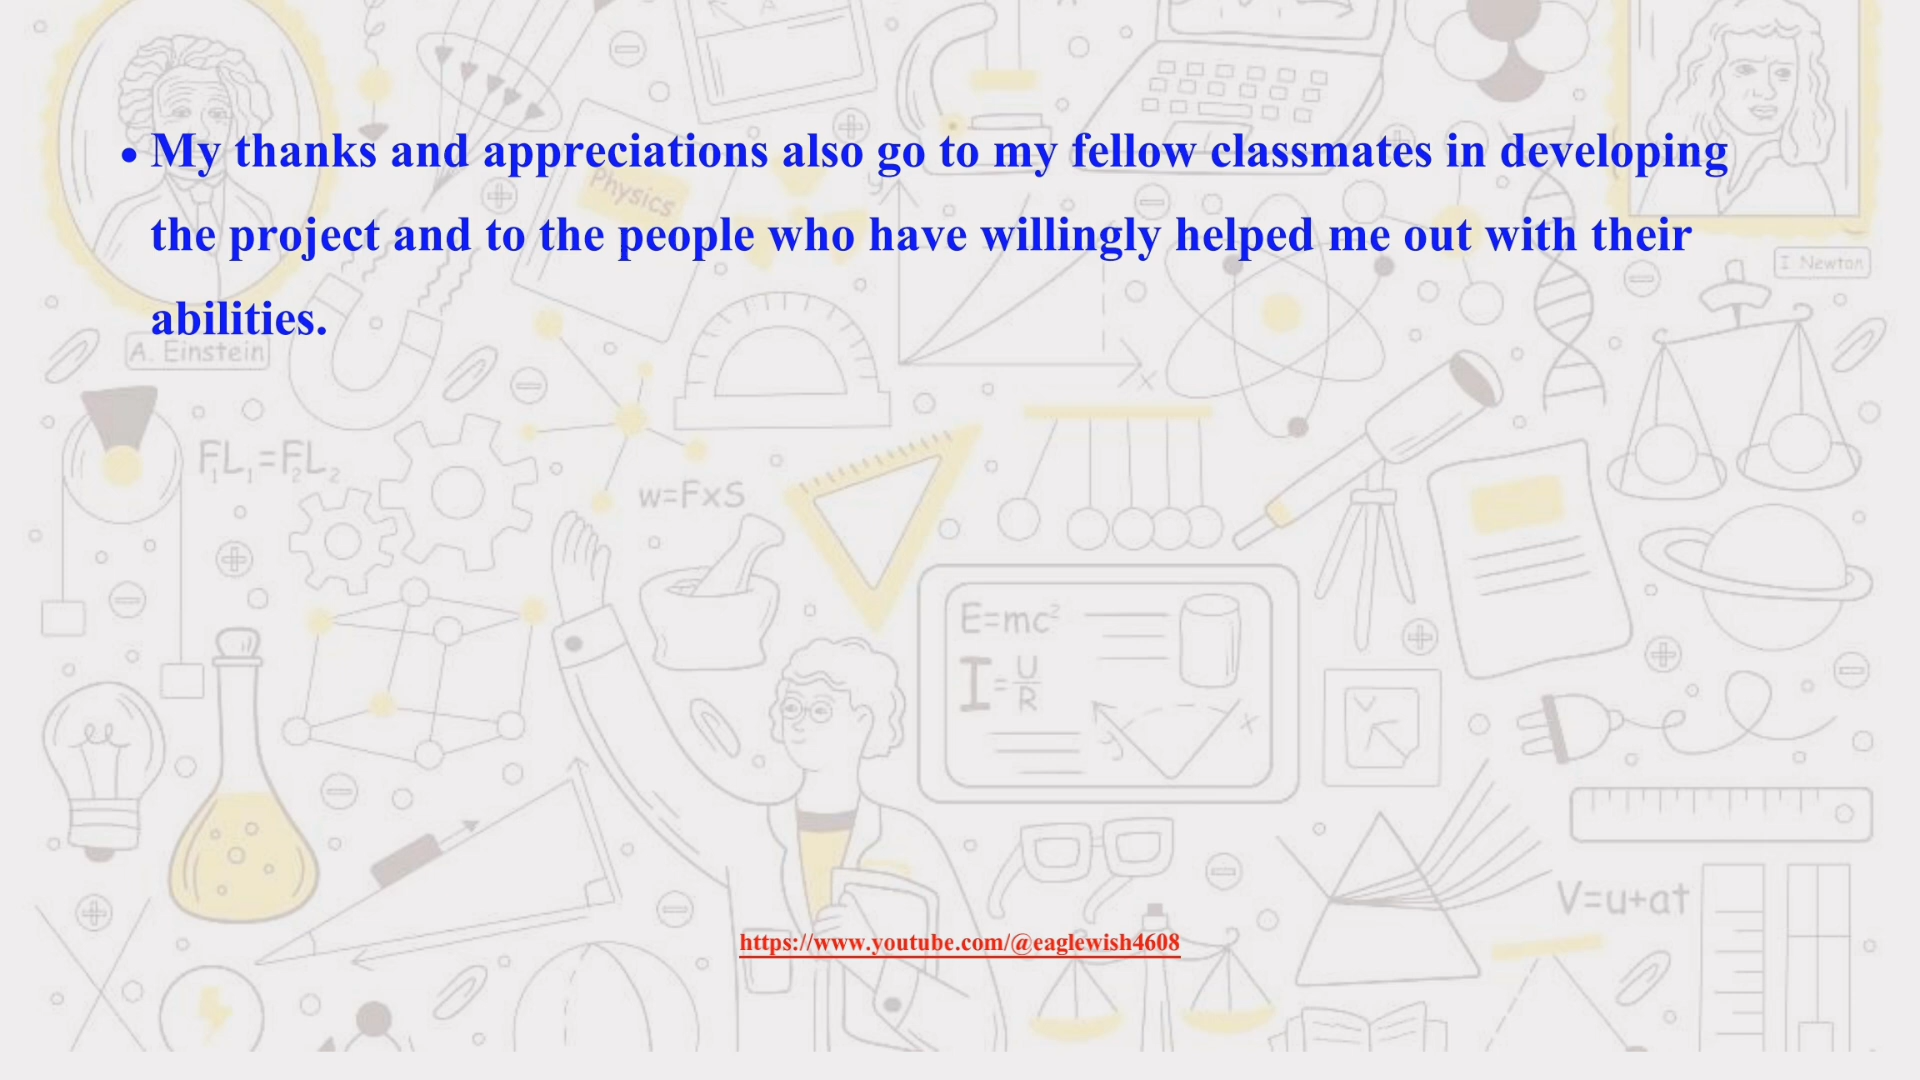 • My thanks and appreciations also go to my fellow classmates in developing
the project and to the people who have willingly helped me out with their
abilities.
Physics
y
x
I. Newton
A. Einstein
F₁L₁=F₂L₂
w=FxS
E=mc²
I=U/R
x
V=u+at
https://www.youtube.com/@eaglewish4608